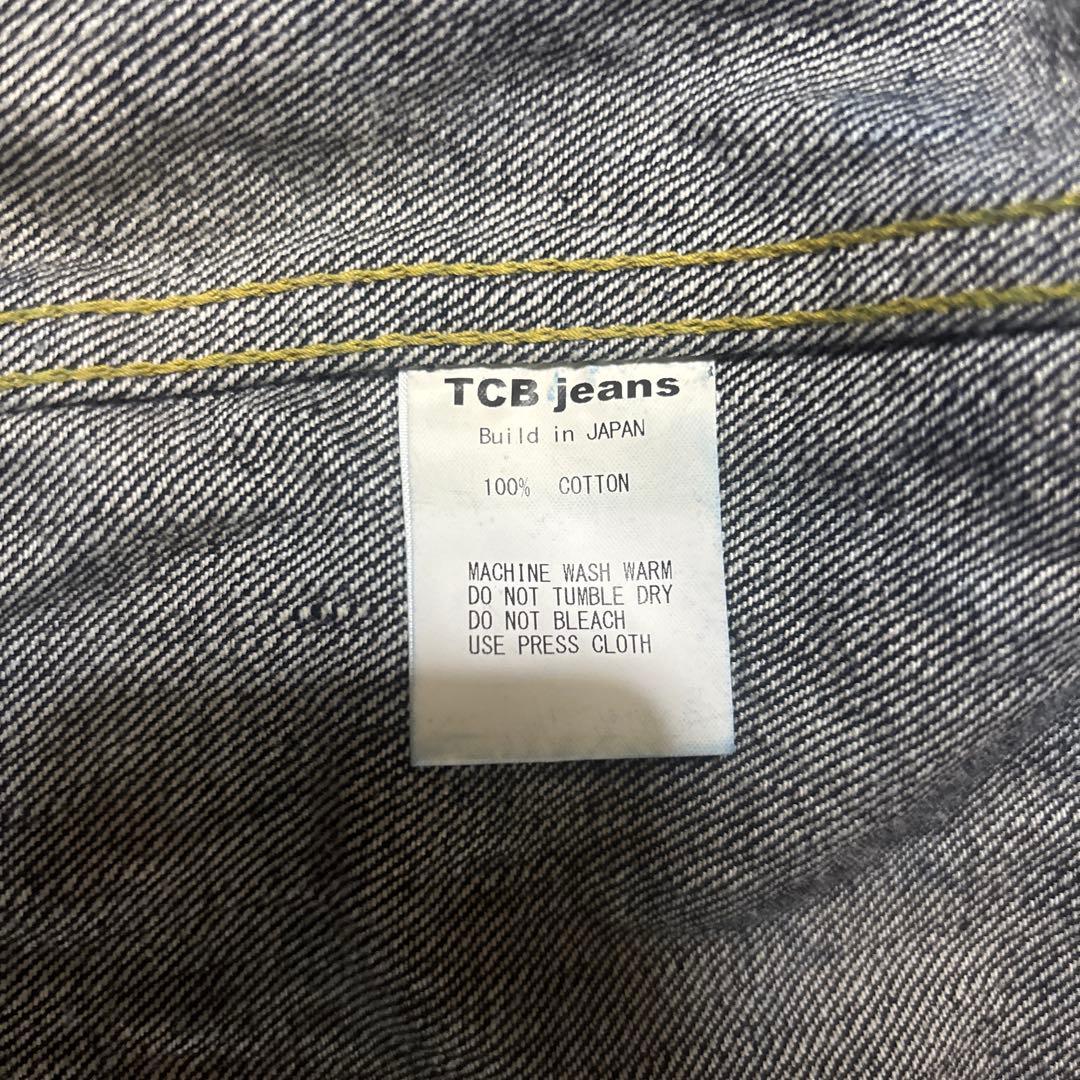 TCB jeans
Build in JAPAN
100% COTTON
MACHINE WASH WARM
DO NOT TUMBLE DRY
DO NOT BLEACH
USE PRESS CLOTH